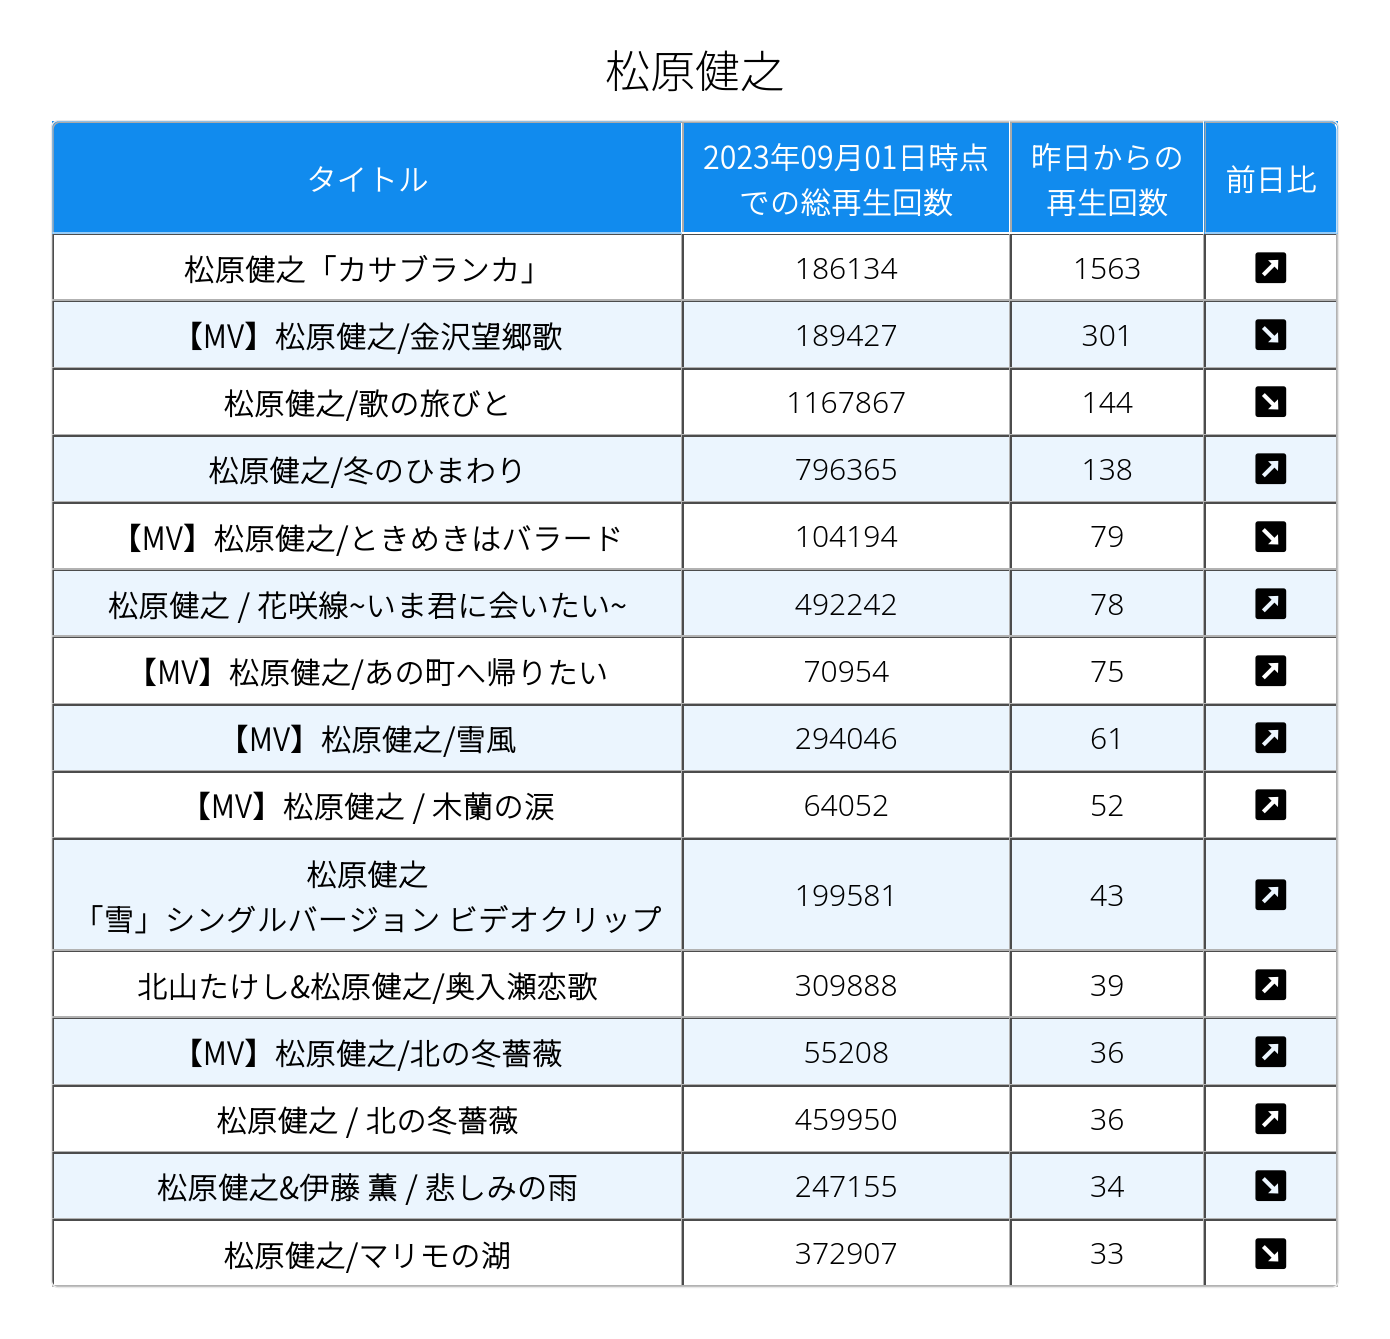 松原健之
タイトル
2023年09月01日時点
での総再生回数
昨日からの
再生回数
前日比
松原健之「カサブランカ」 186134 1563
【MV】松原健之/金沢望郷歌 189427 301
松原健之/歌の旅びと 1167867 144
松原健之/冬のひまわり 796365 138
【MV】松原健之/ときめきはバラード 104194 79
松原健之 / 花咲線~いま君に会いたい~ 492242 78
【MV】松原健之/あの町へ帰りたい 70954 75
【MV】松原健之/雪風 294046 61
【MV】松原健之 / 木蘭の涙 64052 52
松原健之
「雪」シングルバージョン ビデオクリップ 199581 43
北山たけし&松原健之/奥入瀬恋歌 309888 39
【MV】松原健之/北の冬薔薇 55208 36
松原健之 / 北の冬薔薇 459950 36
松原健之&伊藤 薫 / 悲しみの雨 247155 34
松原健之/マリモの湖 372907 33